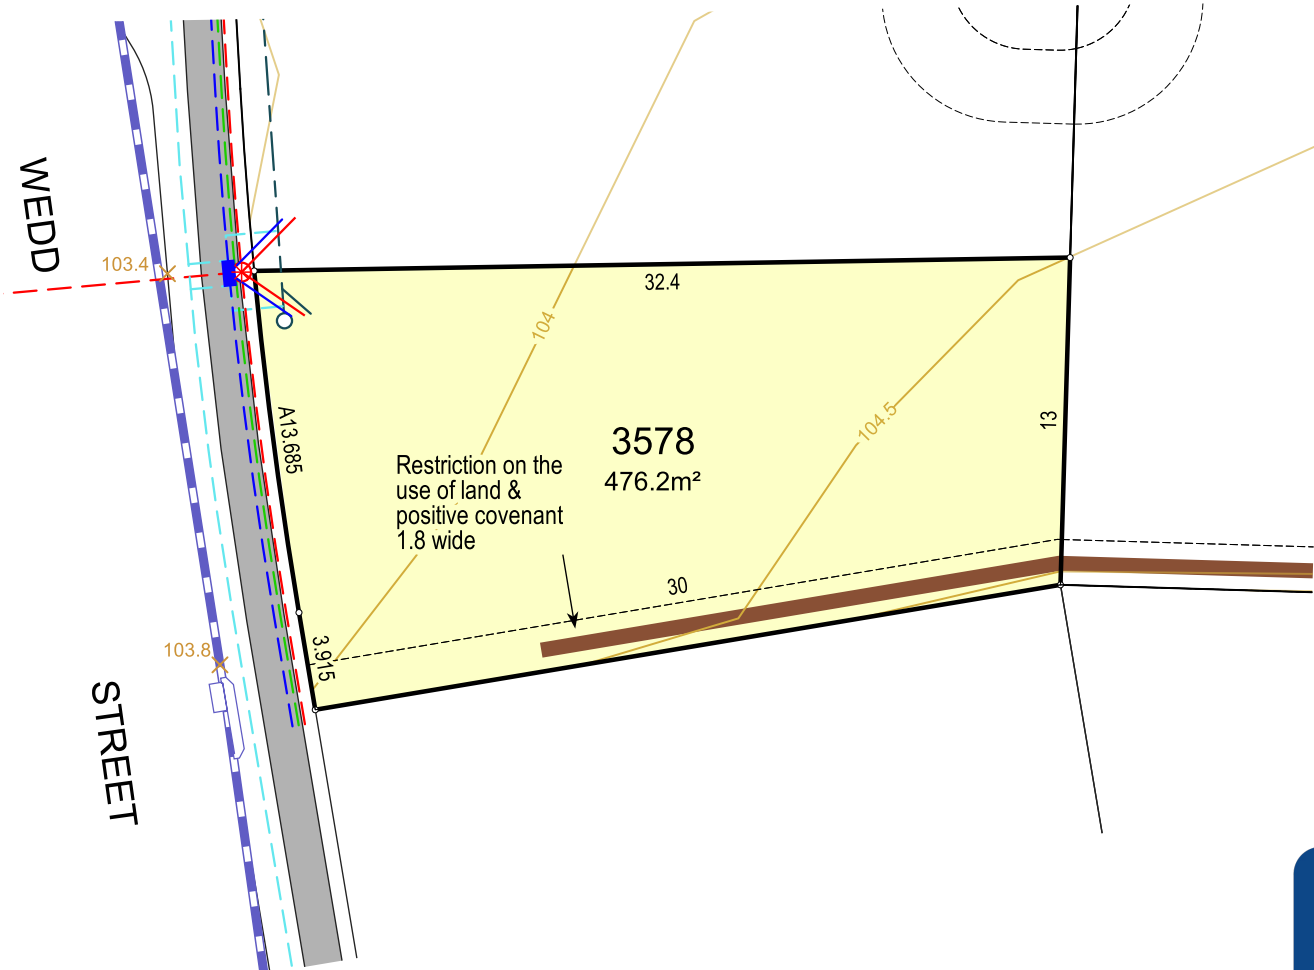 WEDD
103.4
32.4
104
13
A13.685
104.5
3578
476.2m²
Restriction on the
use of land &
positive covenant
1.8 wide
30
3.915
103.8
STREET